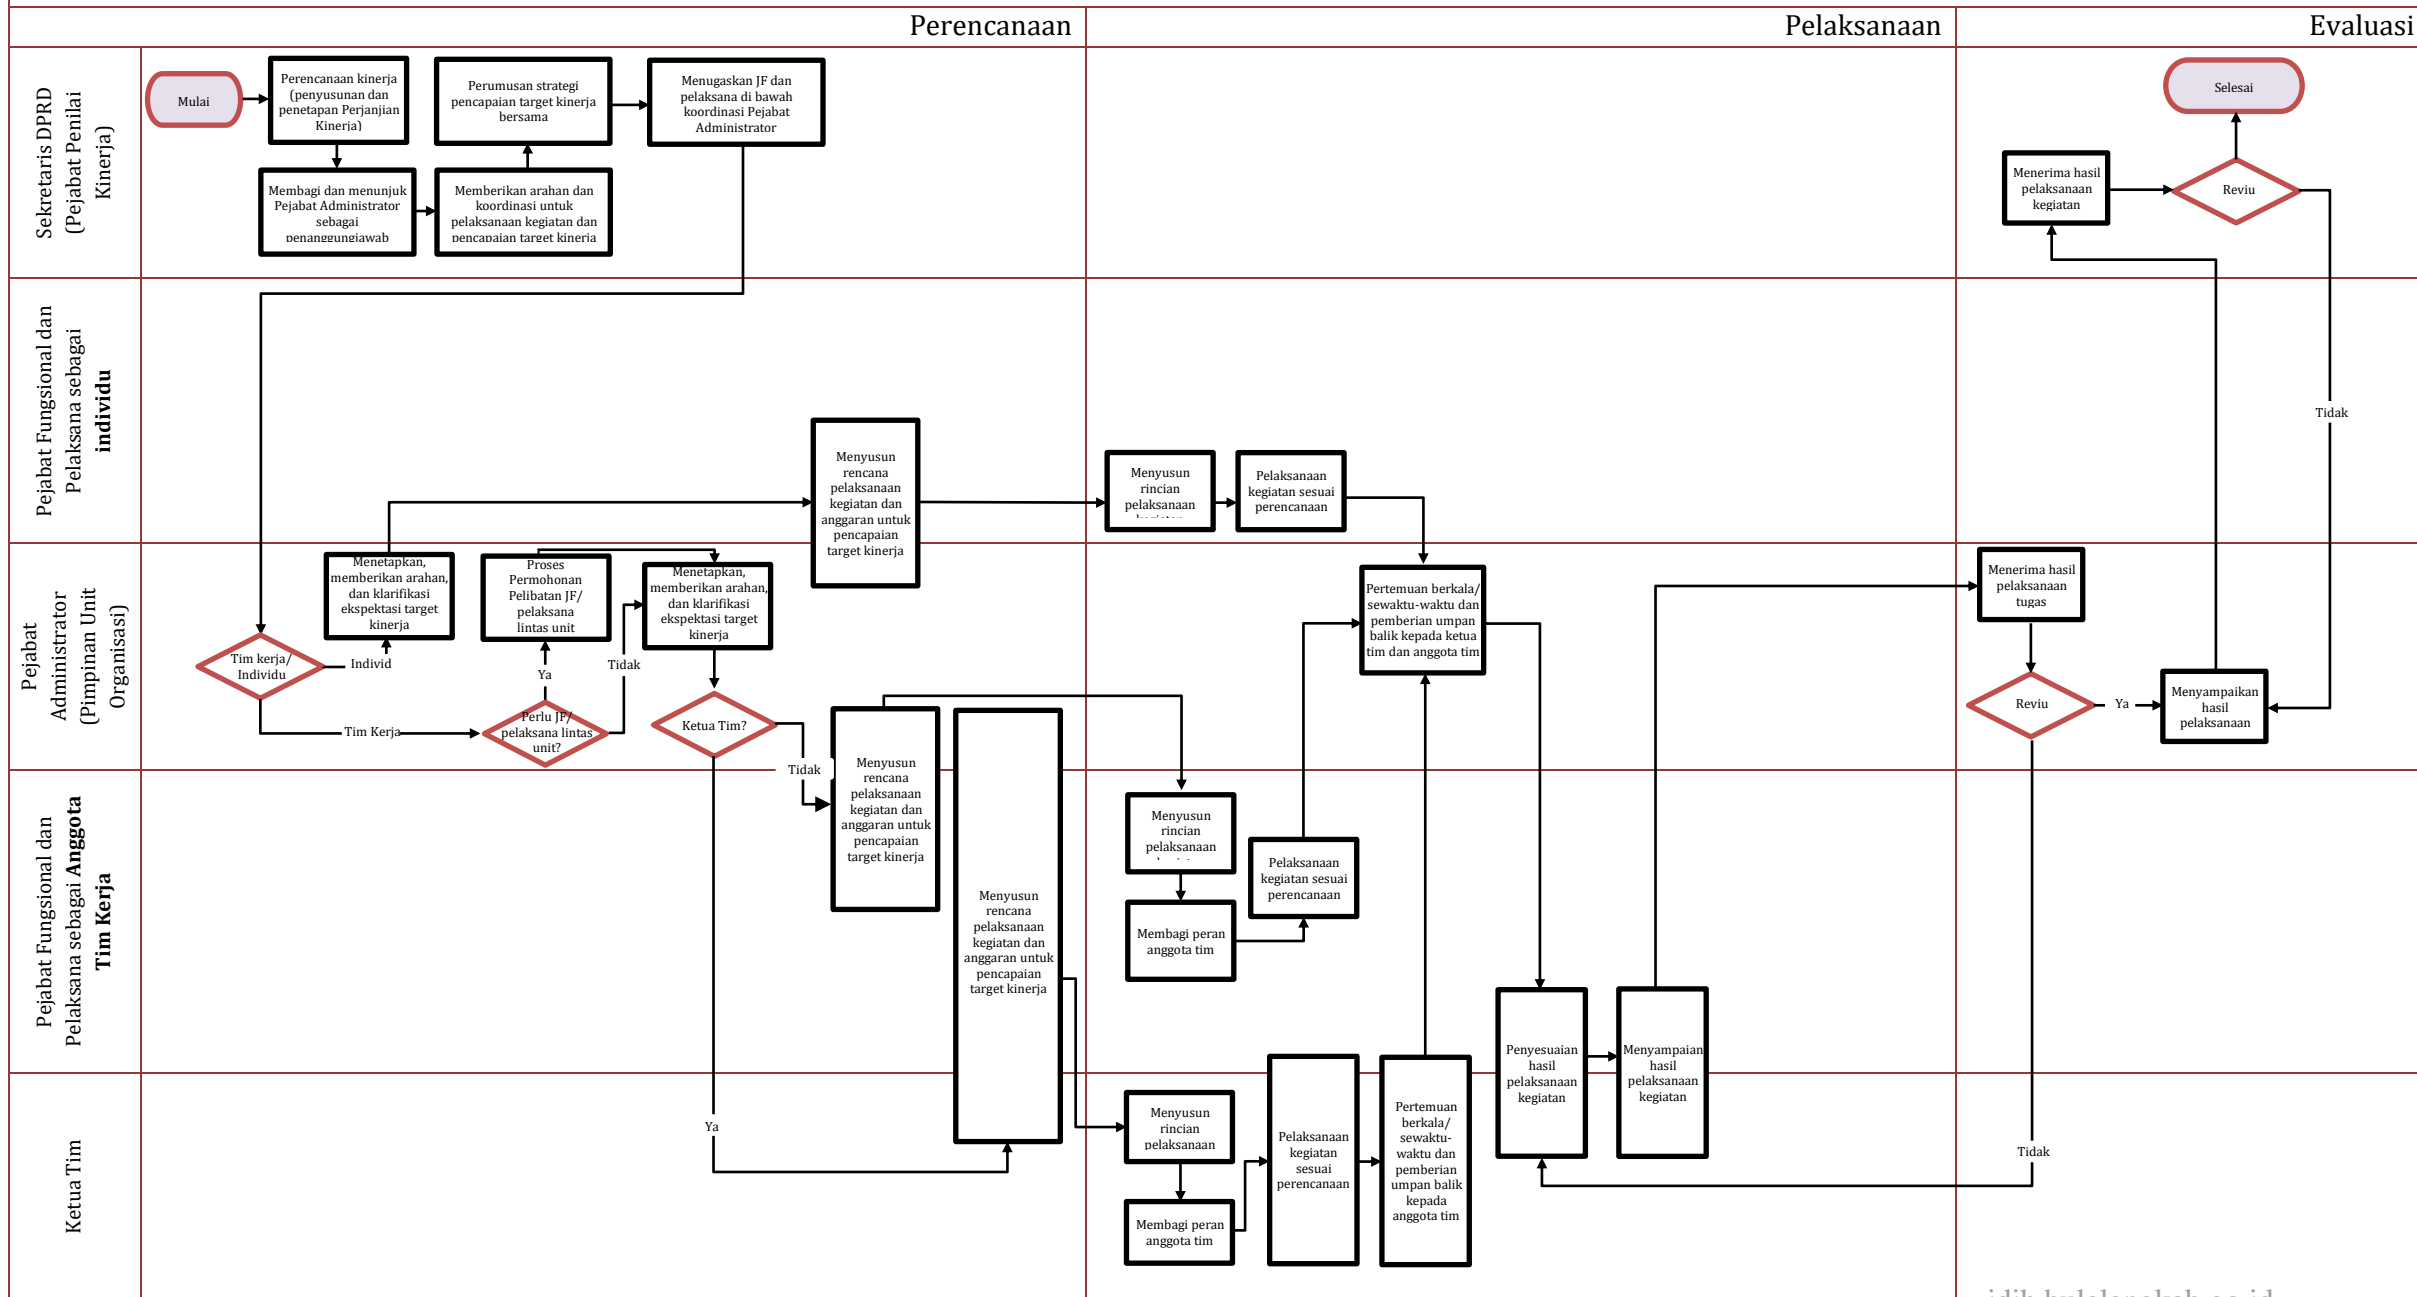 Perencanaan
Pelaksanaan
Evaluasi
Sekretaris DPRD
(Pejabat Penilai
Kinerja)
Mulai
Perencanaan kinerja
(penyusunan dan
penetapan Perjanjian
Kinerja)
Membagi dan menunjuk
Pejabat Administrator
sebagai
penanggungjawab
Memberikan arahan dan
koordinasi untuk
pelaksanaan kegiatan dan
pencapaian target kinerja
Perumusan strategi
pencapaian target kinerja
bersama
Menugaskan JF dan
pelaksana di bawah
koordinasi Pejabat
Administrator
Selesai
Menerima hasil
pelaksanaan
kegiatan
Reviu
Tidak
Pejabat Fungsional dan
Pelaksana sebagai
individu
Menyusun
rencana
pelaksanaan
kegiatan dan
anggaran untuk
pencapaian
target kinerja
Menyusun
rincian
pelaksanaan
Pelaksanaan
kegiatan sesuai
perencanaan
Pejabat
Administrator
(Pimpinan Unit
Organisasi)
Tim kerja/
Individu
Individ
Tim Kerja
Menetapkan,
memberikan arahan,
dan klarifikasi
ekspektasi target
kinerja
Proses
Permohonan
Pelibatan JF/
pelaksana
lintas unit
Ya
Perlu JF/
pelaksana lintas
unit?
Tidak
Menetapkan,
memberikan arahan,
dan klarifikasi
ekspektasi target
kinerja
Ketua Tim?
Tidak
Ya
Pertemuan berkala/
sewaktu-waktu dan
pemberian umpan
balik kepada ketua
tim dan anggota tim
Menerima hasil
pelaksanaan
tugas
Reviu
Ya
Menyampaikan
hasil
pelaksanaan
Tidak
Pejabat Fungsional dan
Pelaksana sebagai Anggota
Tim Kerja
Menyusun
rencana
pelaksanaan
kegiatan dan
anggaran untuk
pencapaian
target kinerja
Menyusun
rencana
pelaksanaan
kegiatan dan
anggaran untuk
pencapaian
target kinerja
Menyusun
rincian
pelaksanaan
Membagi peran
anggota tim
Pelaksanaan
kegiatan sesuai
perencanaan
Penyesuaian
hasil
pelaksanaan
kegiatan
Menyampaian
hasil
pelaksanaan
kegiatan
Ketua Tim
Menyusun
rincian
pelaksanaan
Membagi peran
anggota tim
Pelaksanaan
kegiatan
sesuai
perencanaan
Pertemuan
berkala/
sewaktu-
waktu dan
pemberian
umpan balik
kepada
anggota tim